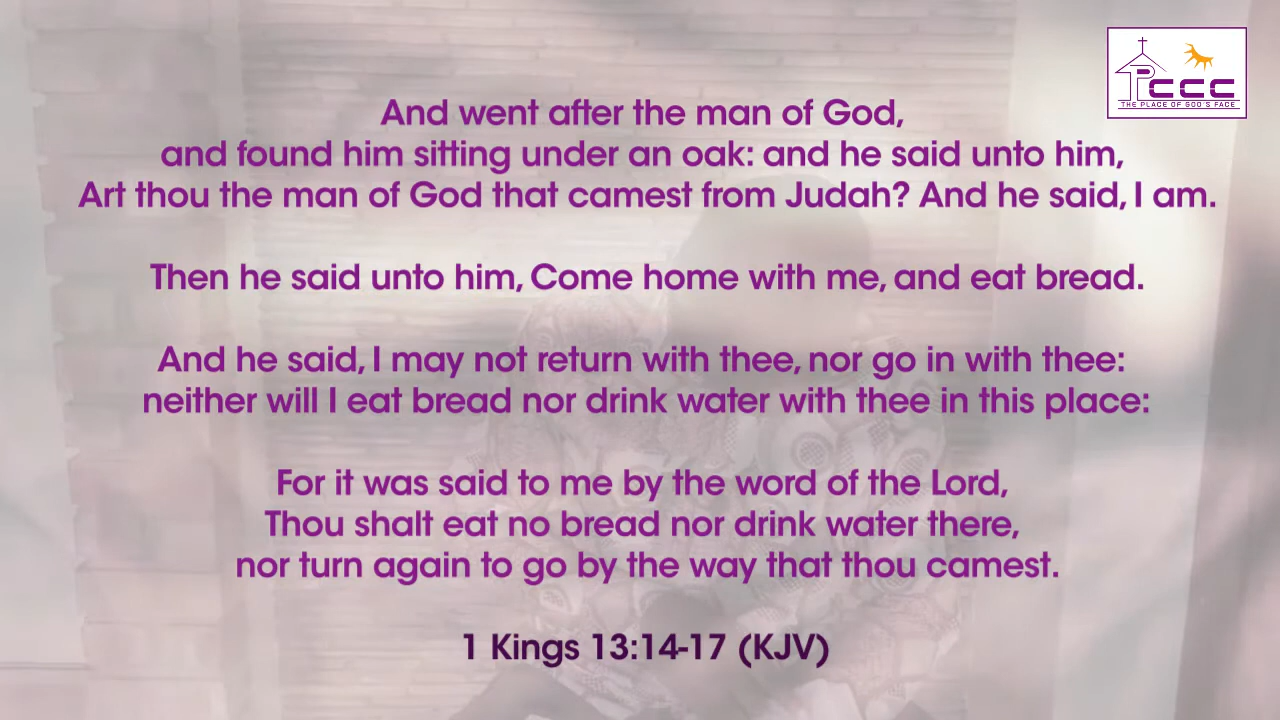 PCCC
THE PLACE OF GOD'S FACE
And went after the man of God,
and found him sitting under an oak: and he said unto him,
Art thou the man of God that camest from Judah? And he said, I am.
Then he said unto him, Come home with me, and eat bread.
And he said, I may not return with thee, nor go in with thee:
neither will I eat bread nor drink water with thee in this place:
For it was said to me by the word of the Lord,
Thou shalt eat no bread nor drink water there,
nor turn again to go by the way that thou camest.
1 Kings 13:14-17 (KJV)